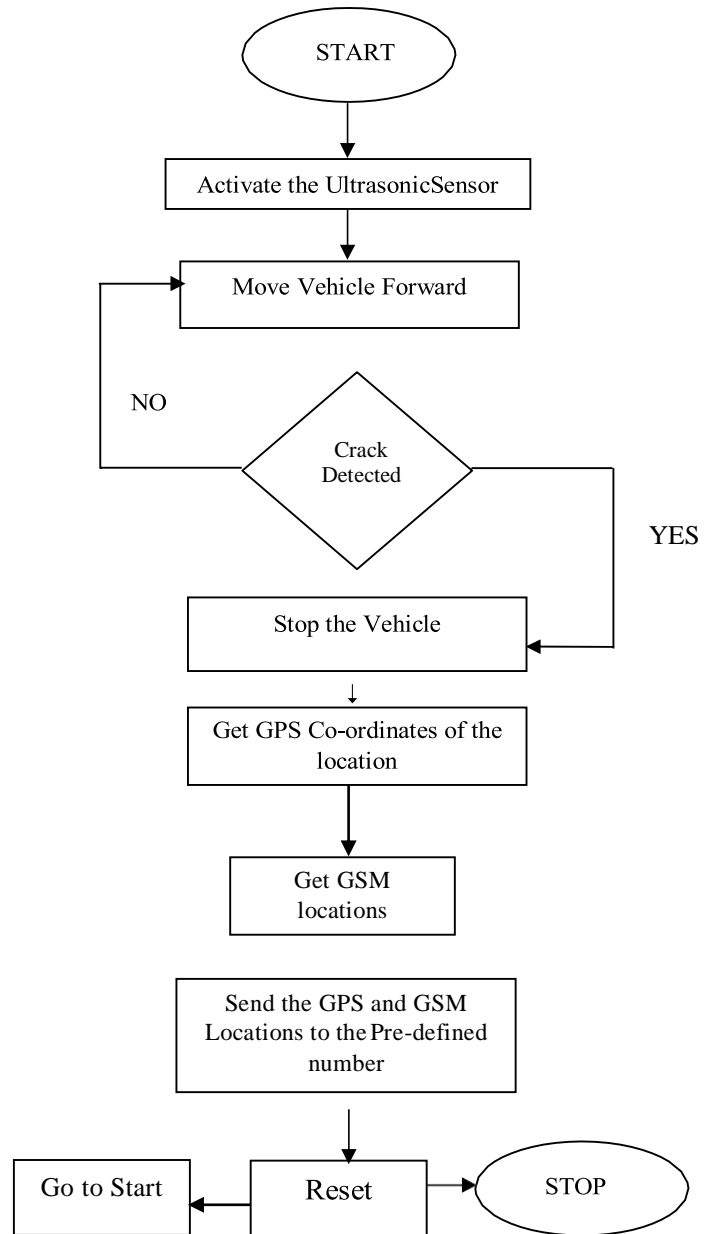 START
Activate the UltrasonicSensor
Move Vehicle Forward
NO
Crack
Detected
YES
Stop the Vehicle
Get GPS Co-ordinates of the
location
Get GSM
locations
Send the GPS and GSM
Locations to the Pre-defined
number
Go to Start
Reset
STOP